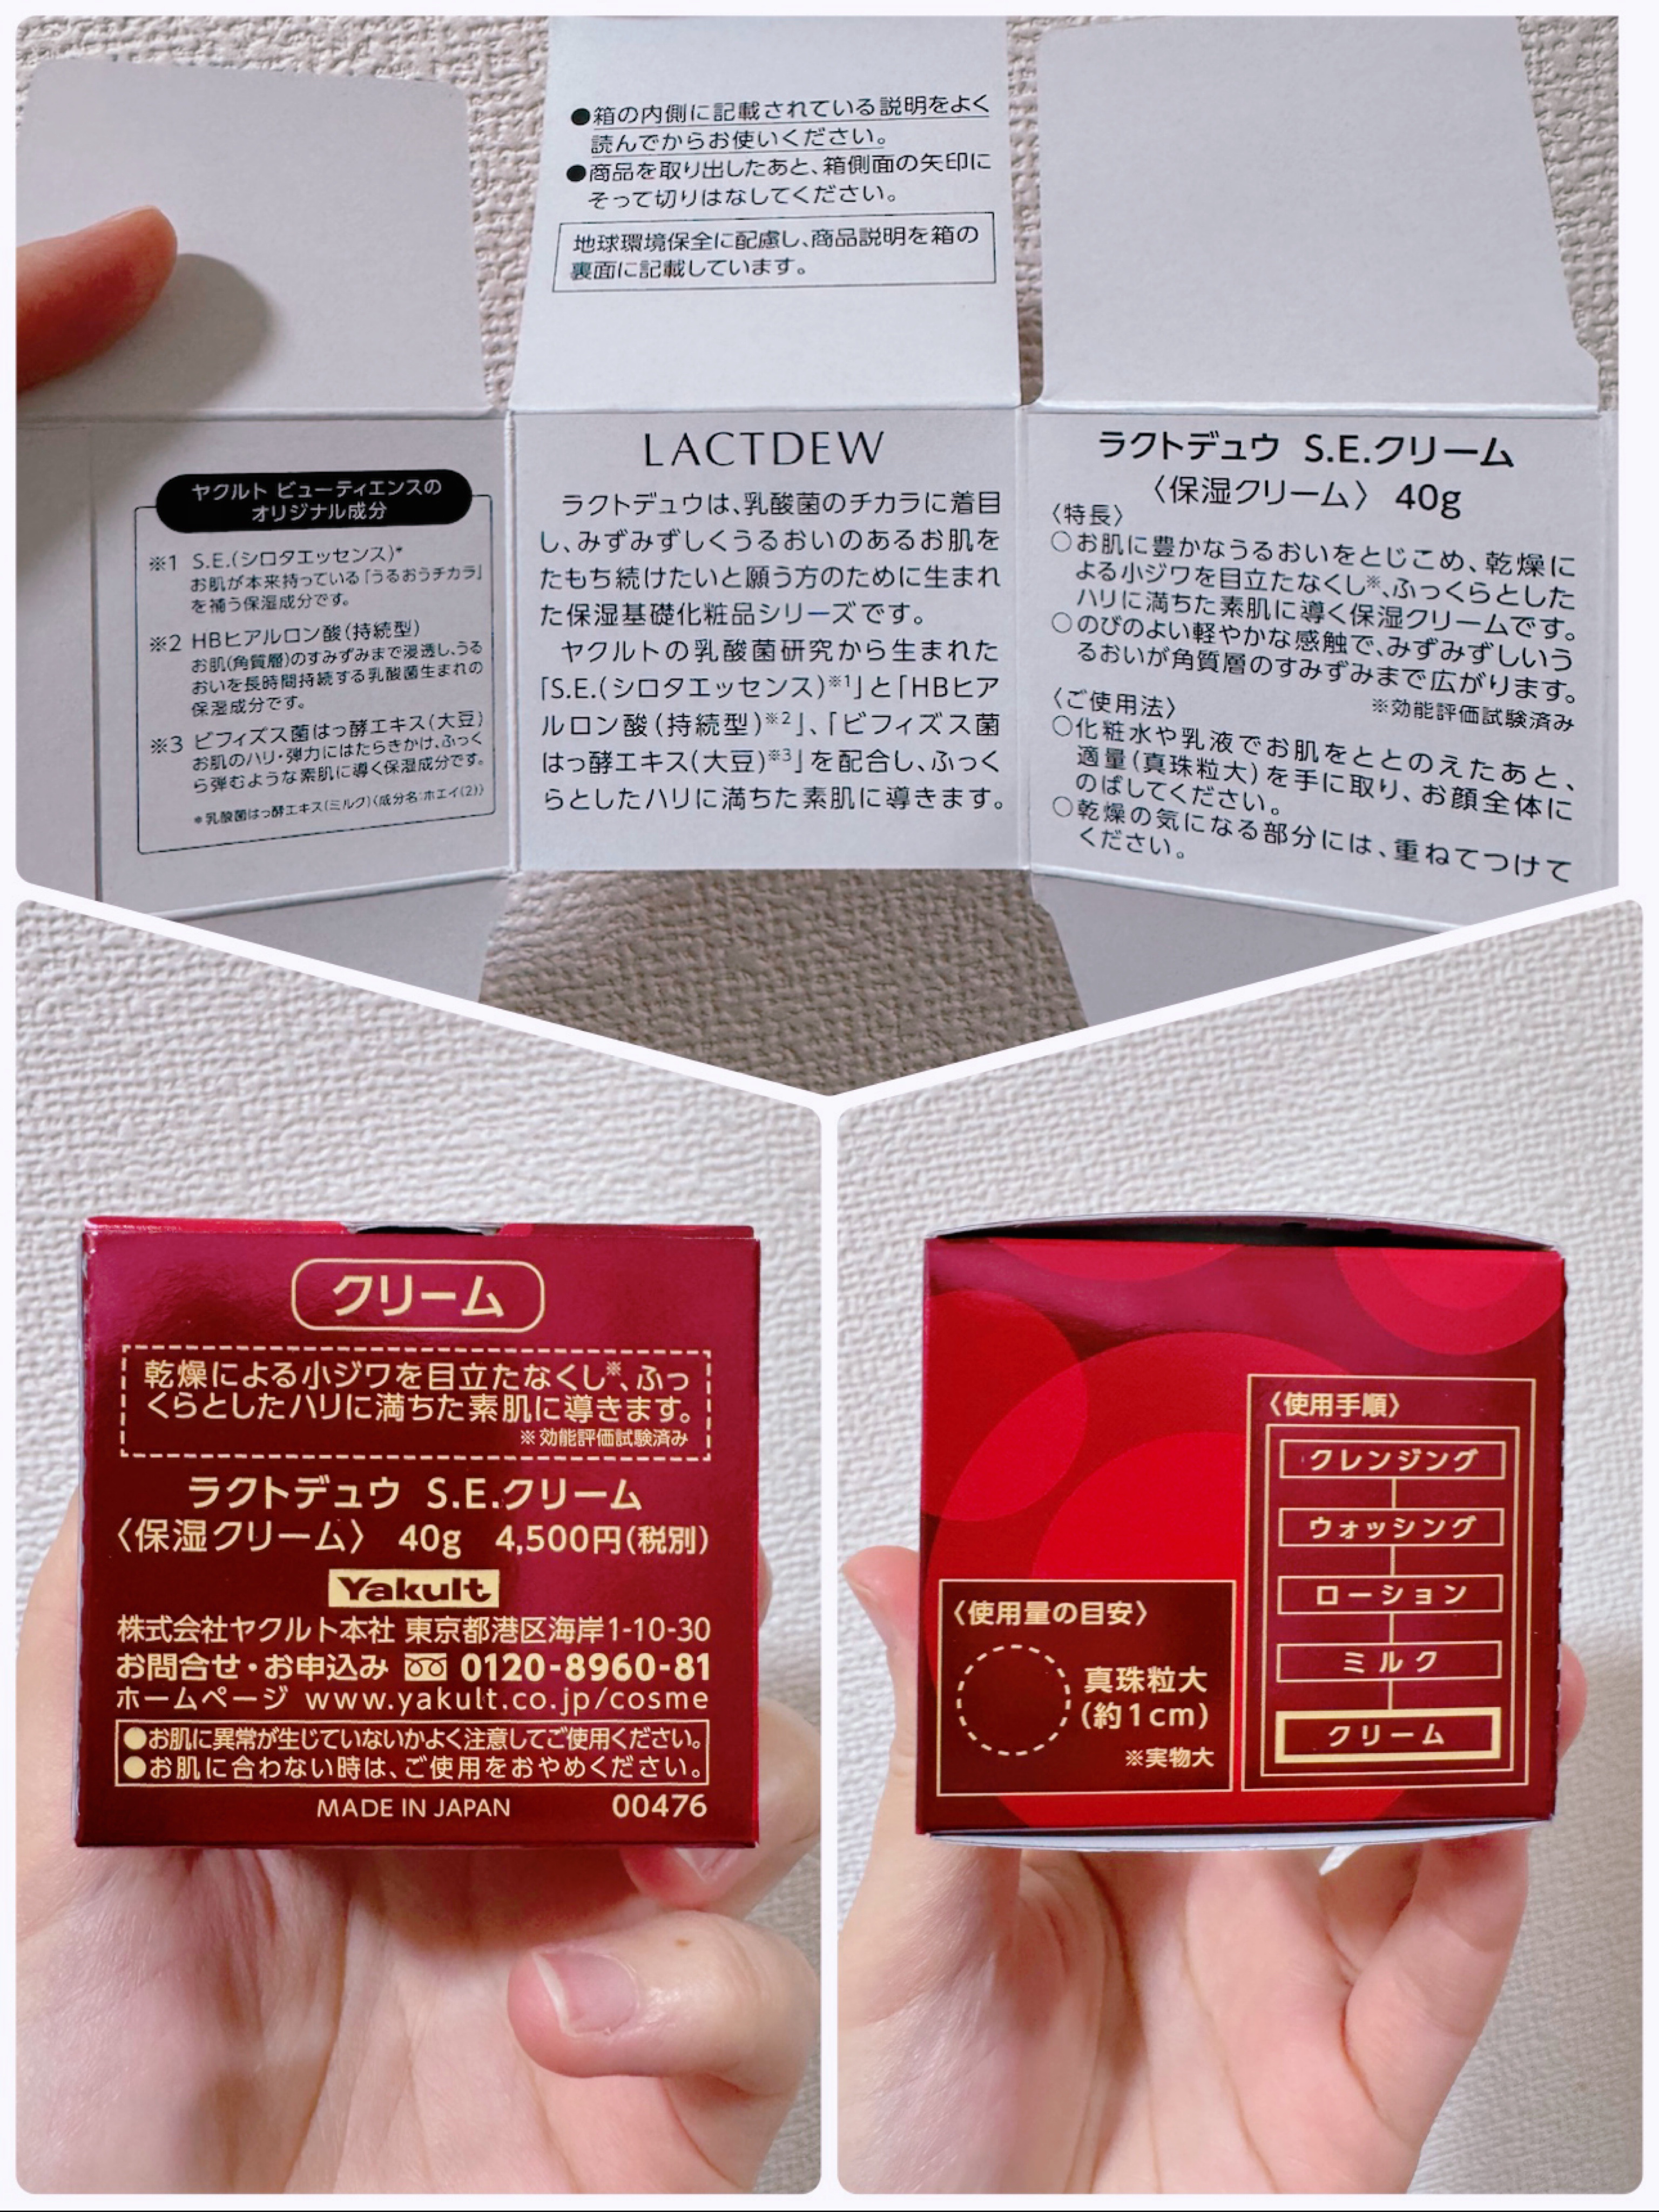 ●箱の内側に記載されている説明をよく
読んでからお使いください。
●商品を取り出したあと、箱側面の矢印に
そって切りはなしてください。
地球環境保全に配慮し、商品説明を箱の
裏面に記載しています。
ヤクルト ビューティエンスの
オリジナル成分
※1 S.E.(シロタエッセンス)*
お肌が本来持っている「うるおうチカラ」
を補う保湿成分です。
※2 HBヒアルロン酸(持続型)
お肌(角質層)のすみずみまで浸透し、うる
おいを長時間持続する乳酸菌生まれの
保湿成分です。
※3 ビフィズス菌はっ酵エキス(大豆)
お肌のハリ・弾力にはたらきかけ、ふっく
ら弾むような素肌に導く保湿成分です。
*乳酸菌はっ酵エキス(ミルク)〈成分名:ホエイ(2)〉
LACTDEW
ラクトデュウは、乳酸菌のチカラに着目
し、みずみずしくうるおいのあるお肌を
たもち続けたいと願う方のために生まれ
た保湿基礎化粧品シリーズです。
ヤクルトの乳酸菌研究から生まれた
「S.E.(シロタエッセンス)※1」と「HBヒア
ルロン酸(持続型)※2」、「ビフィズス菌
はっ酵エキス(大豆)※3」を配合し、ふっく
らとしたハリに満ちた素肌に導きます。
ラクトデュウ S.E.クリーム
〈保湿クリーム〉 40g
〈特長〉
○お肌に豊かなうるおいをとじこめ、乾燥に
よる小ジワを目立たなくし※、ふっくらとした
ハリに満ちた素肌に導く保湿クリームです。
○のびのよい軽やかな感触で、みずみずしいう
るおいが角質層のすみずみまで広がります。
※効能評価試験済み
〈ご使用法〉
○化粧水や乳液でお肌をととのえたあと、
適量(真珠粒大)を手に取り、お顔全体に
のばしてください。
○乾燥の気になる部分には、重ねてつけて
ください。
クリーム
乾燥による小ジワを目立たなくし※、ふっ
くらとしたハリに満ちた素肌に導きます。
※効能評価試験済み
ラクトデュウ S.E.クリーム
〈保湿クリーム〉 40g 4,500円(税別)
Yakult
株式会社ヤクルト本社 東京都港区海岸1-10-30
お問合せ・お申込み 0120-8960-81
ホームページ www.yakult.co.jp/cosme
●お肌に異常が生じていないかよく注意してご使用ください。
●お肌に合わない時は、ご使用をおやめください。
MADE IN JAPAN 00476
〈使用手順〉
クレンジング
ウォッシング
ローション
ミルク
クリーム
〈使用量の目安〉
真珠粒大
(約1cm)
※実物大